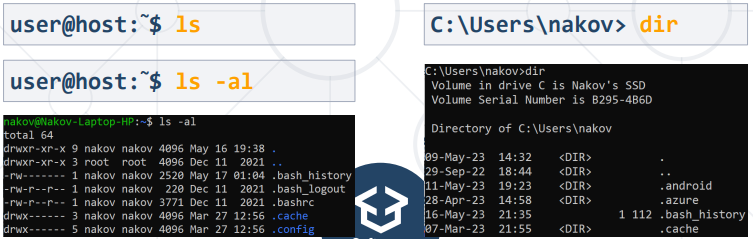 user@host:~$ ls
user@host:~$ ls -al
nakov@Nakov-Laptop-HP:~$ ls -al
total 64
drwxr-xr-x 9 nakov nakov 4096 May 16 19:38 .
drwxr-xr-x 3 root  root  4096 Dec 11  2021 ..
-rw------- 1 nakov nakov 2520 May 17 01:04 .bash_history
-rw-r--r-- 1 nakov nakov  220 Dec 11  2021 .bash_logout
-rw-r--r-- 1 nakov nakov 3771 Dec 11  2021 .bashrc
drwx------ 3 nakov nakov 4096 Mar 27 12:56 .cache
drwx------ 5 nakov nakov 4096 Mar 27 12:56 .config
C:\Users\nakov> dir
C:\Users\nakov>dir
Volume in drive C is Nakov's SSD
Volume Serial Number is B295-4B6D
Directory of C:\Users\nakov
09-May-23  14:32    <DIR>          .
29-Sep-22  18:44    <DIR>          ..
11-May-23  19:23    <DIR>          .android
28-Apr-23  14:58    <DIR>          .azure
16-May-23  21:35             1 112 .bash_history
07-Mar-23  21:55    <DIR>          .cache